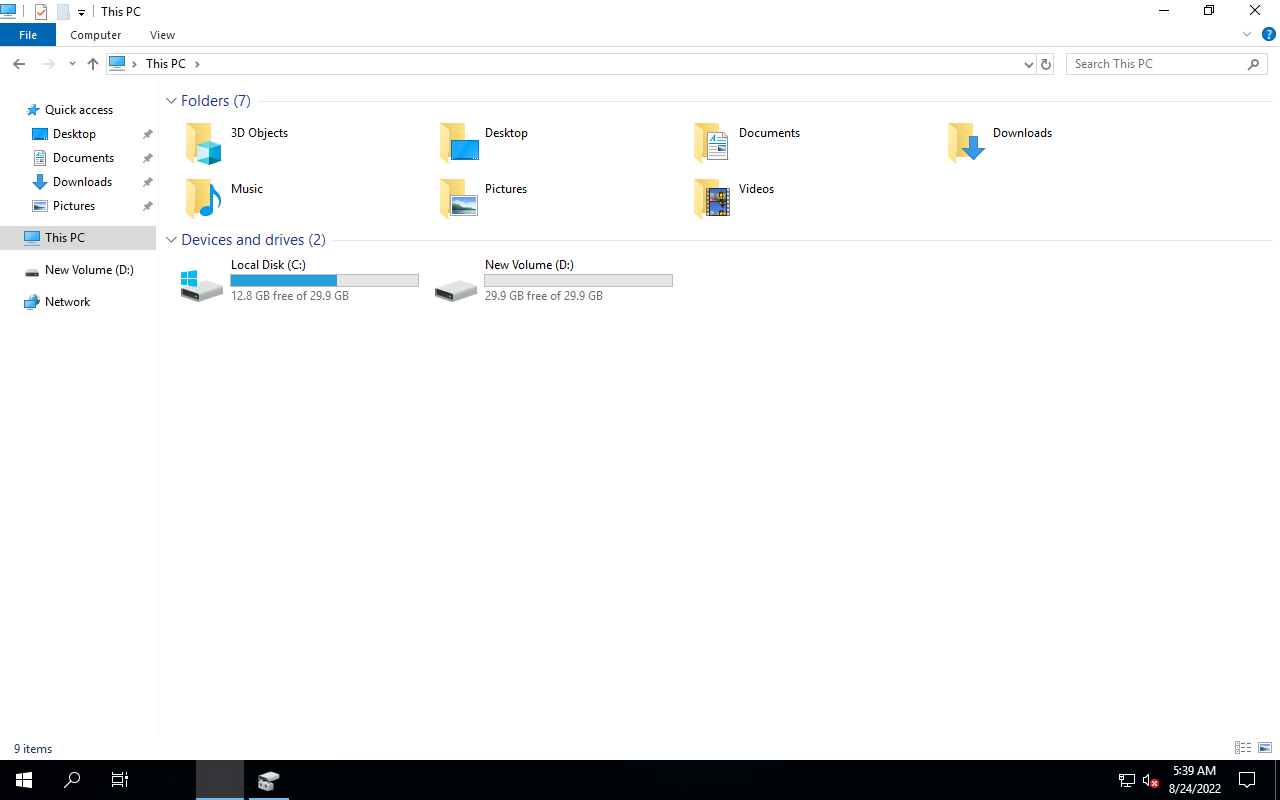 This PC
File Computer View
This PC
Search This PC
Quick access
Desktop
Documents
Downloads
Pictures
This PC
New Volume (D:)
Network
Folders (7)
3D Objects
Desktop
Documents
Downloads
Music
Pictures
Videos
Devices and drives (2)
Local Disk (C:)
12.8 GB free of 29.9 GB
New Volume (D:)
29.9 GB free of 29.9 GB
9 items
5:39 AM
8/24/2022